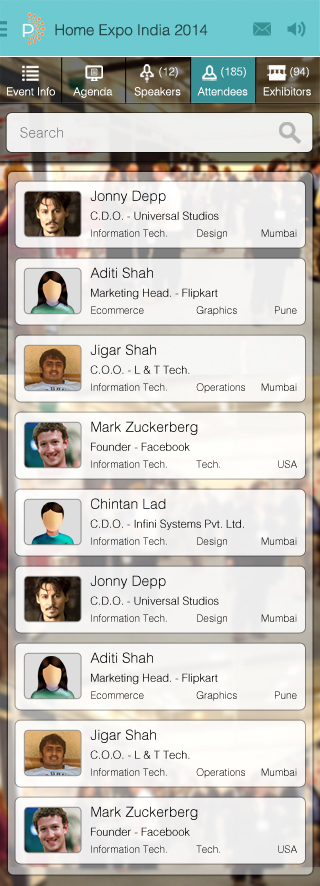 P Home Expo India 2014
(12) (185) (94)
Event Info Agenda Speakers Attendees Exhibitors
Search
Jonny Depp
C.D.O. - Universal Studios
Information Tech. Design Mumbai
Aditi Shah
Marketing Head. - Flipkart
Ecommerce Graphics Pune
Jigar Shah
C.O.O. - L & T Tech.
Information Tech. Operations Mumbai
Mark Zuckerberg
Founder - Facebook
Information Tech. Tech. USA
Chintan Lad
C.D.O. - Infini Systems Pvt. Ltd.
Information Tech. Design Mumbai
Jonny Depp
C.D.O. - Universal Studios
Information Tech. Design Mumbai
Aditi Shah
Marketing Head. - Flipkart
Ecommerce Graphics Pune
Jigar Shah
C.O.O. - L & T Tech.
Information Tech. Operations Mumbai
Mark Zuckerberg
Founder - Facebook
Information Tech. Tech. USA